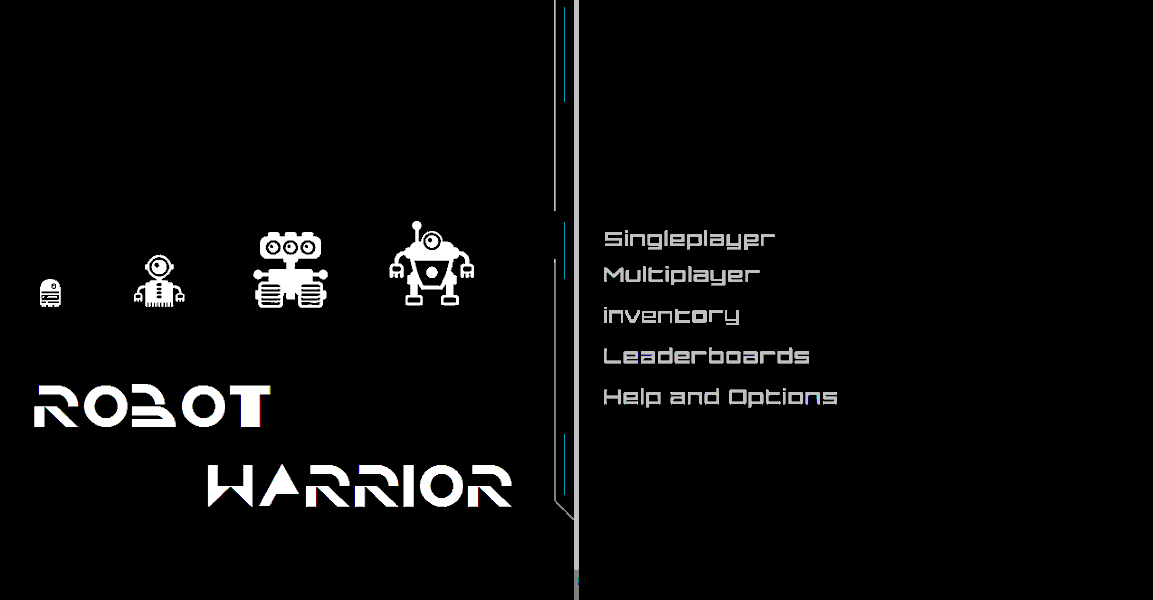 ROBOT
WARRIOR
Singleplayer
Multiplayer
inventory
Leaderboards
Help and Options